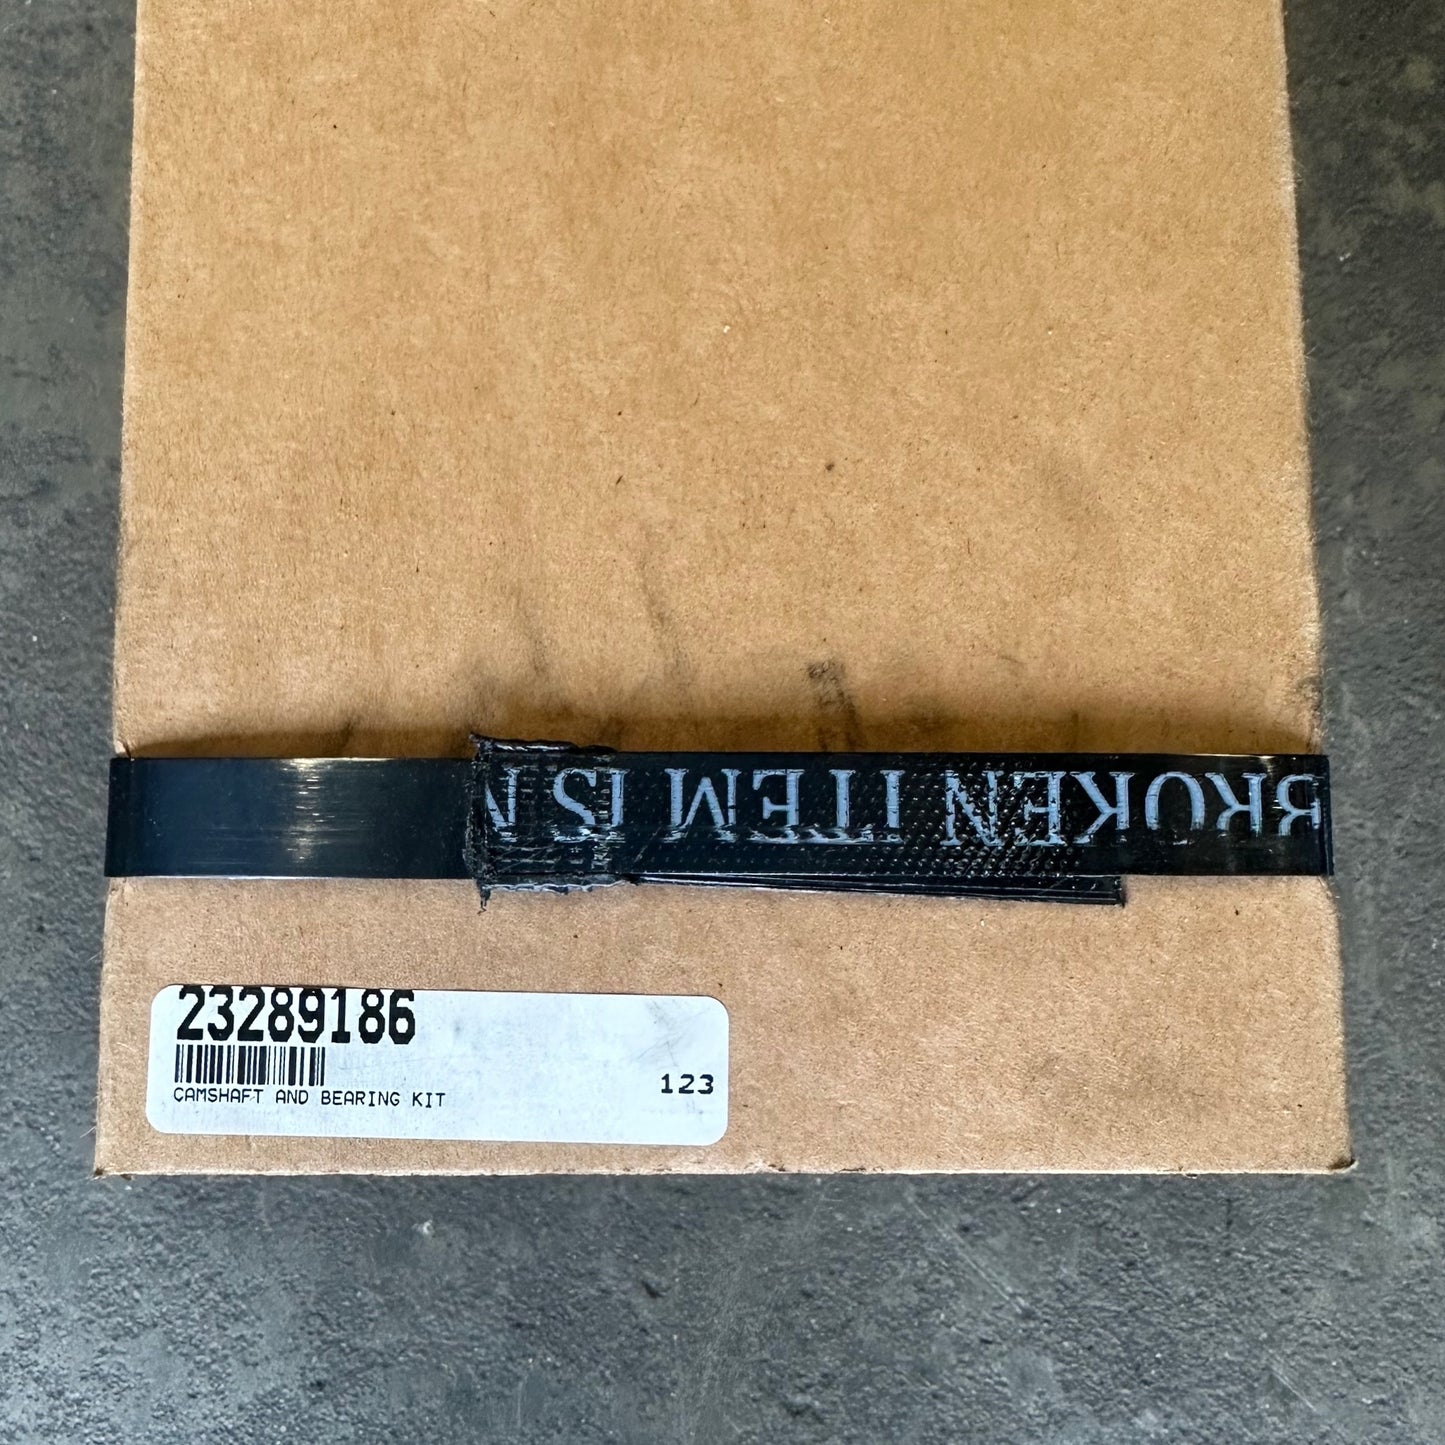 BROKEN ITEM IS N
23289186
123
CAMSHAFT AND BEARING KIT